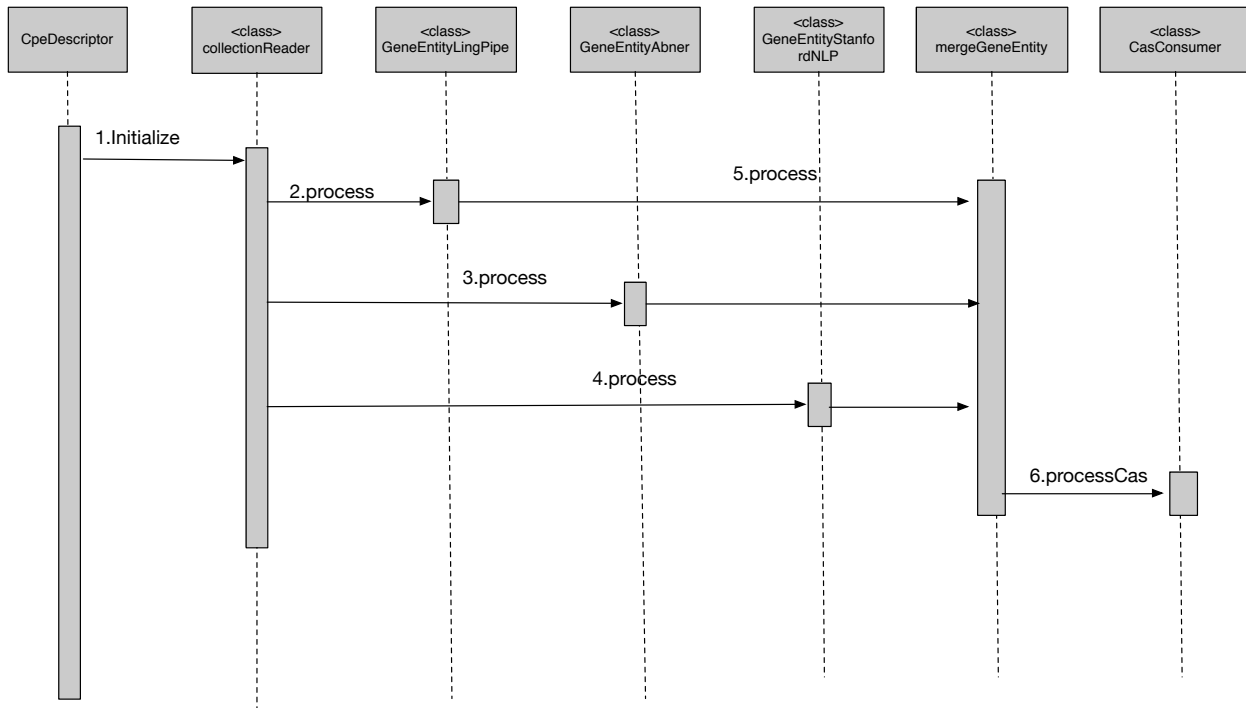 CpeDescriptor
<class>
collectionReader
<class>
GeneEntityLingPipe
<class>
GeneEntityAbner
<class>
GeneEntityStanfo
rdNLP
<class>
mergeGeneEntity
<class>
CasConsumer
1.Initialize
2.process
5.process
3.process
4.process
6.processCas